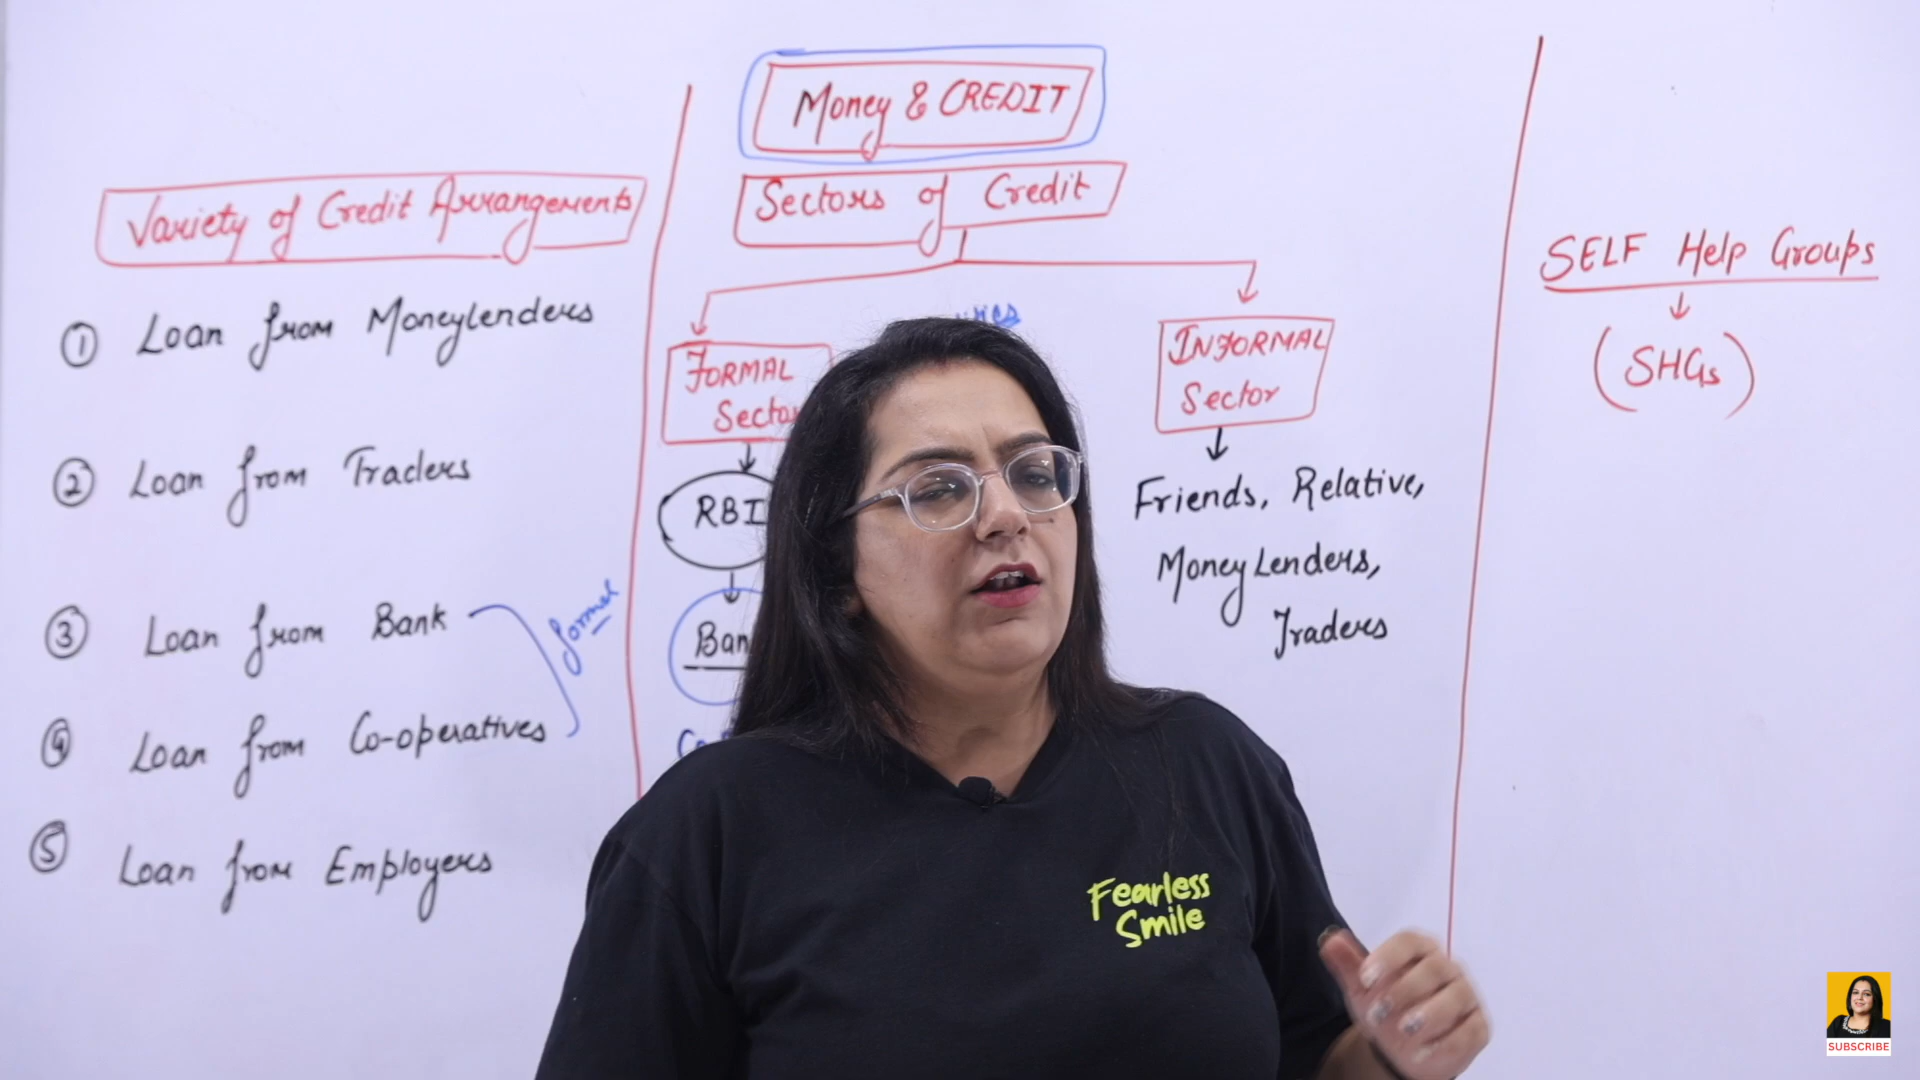 Money & CREDIT
Variety of Credit Arrangements
① Loan from Moneylenders
② Loan from Traders
③ Loan from Bank
④ Loan from Co-operatives
formal
⑤ Loan from Employers
Sectors of Credit
FORMAL
Sector
RBI
INFORMAL
Sector
Friends, Relative,
MoneyLenders,
Traders
SELF Help Groups
(SHGs)
Fearless
Smile
SUBSCRIBE